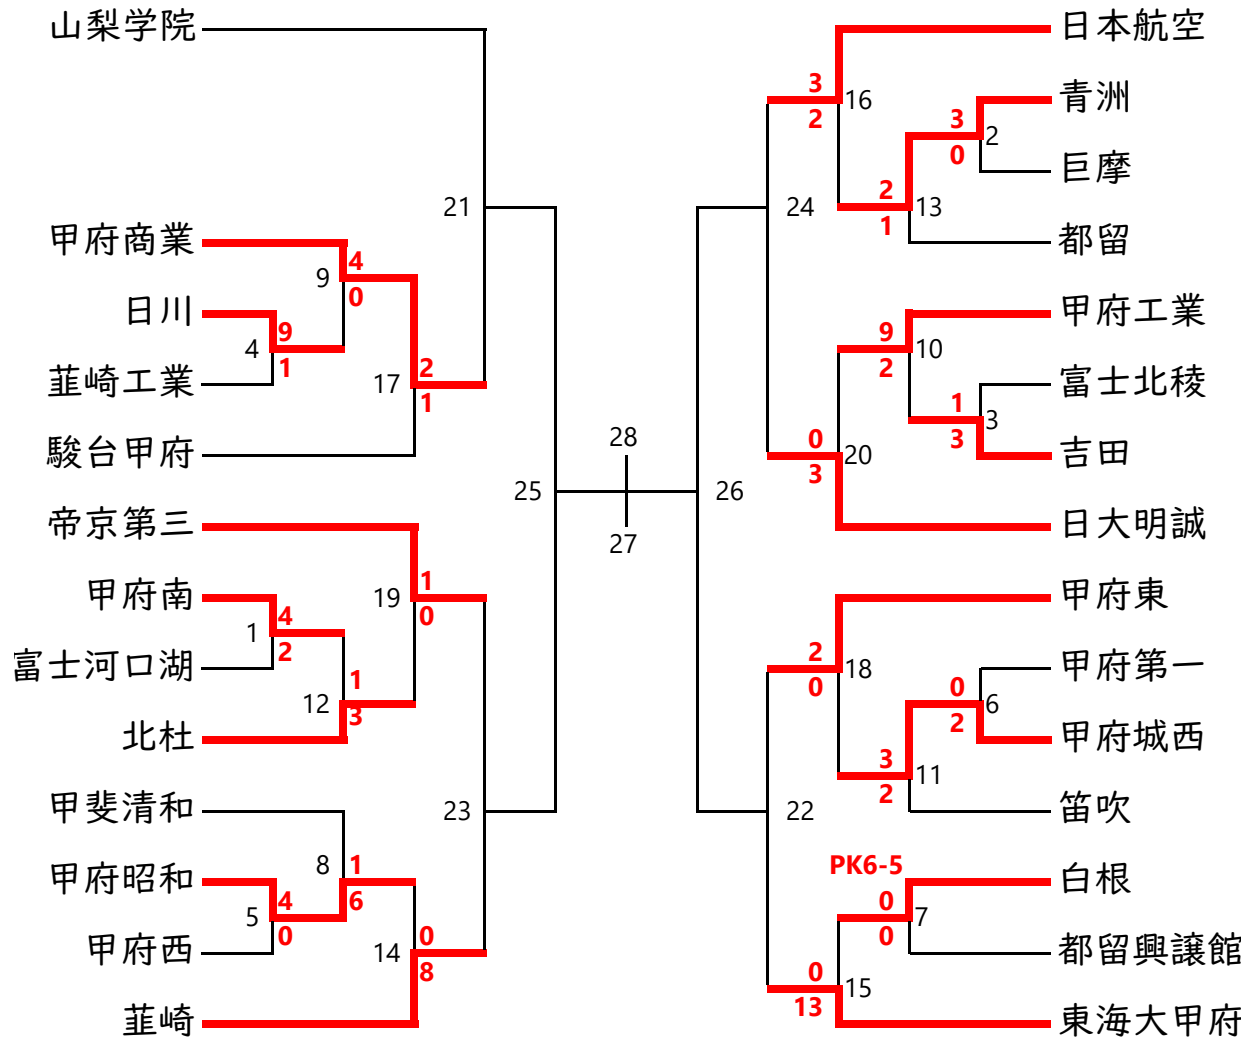 山梨学院
21
甲府商業
9
4
0
日川
4
9
1
韮崎工業
17
2
1
駿台甲府
25
帝京第三
19
1
0
甲府南
1
4
2
富士河口湖
12
1
3
北杜
甲斐清和
23
8
1
6
甲府昭和
5
4
0
甲府西
14
0
8
韮崎
28
27
日本航空
3
2
16
青洲
3
0
2
巨摩
2
1
13
都留
24
甲府工業
9
2
10
富士北稜
1
3
3
吉田
0
3
20
日大明誠
26
甲府東
2
0
18
甲府第一
0
2
6
甲府城西
3
2
11
笛吹
22
PK6-5
白根
0
0
7
都留興譲館
0
13
15
東海大甲府